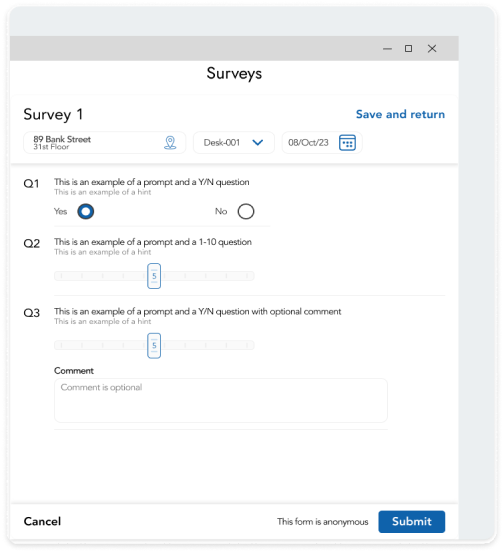 Surveys
Survey 1
Save and return
89 Bank Street
31st Floor
Desk-001
08/Oct/23
Q1
This is an example of a prompt and a Y/N question
This is an example of a hint
Yes
No
Q2
This is an example of a prompt and a 1-10 question
This is an example of a hint
5
Q3
This is an example of a prompt and a Y/N question with optional comment
This is an example of a hint
5
Comment
Comment is optional
Cancel
This form is anonymous
Submit